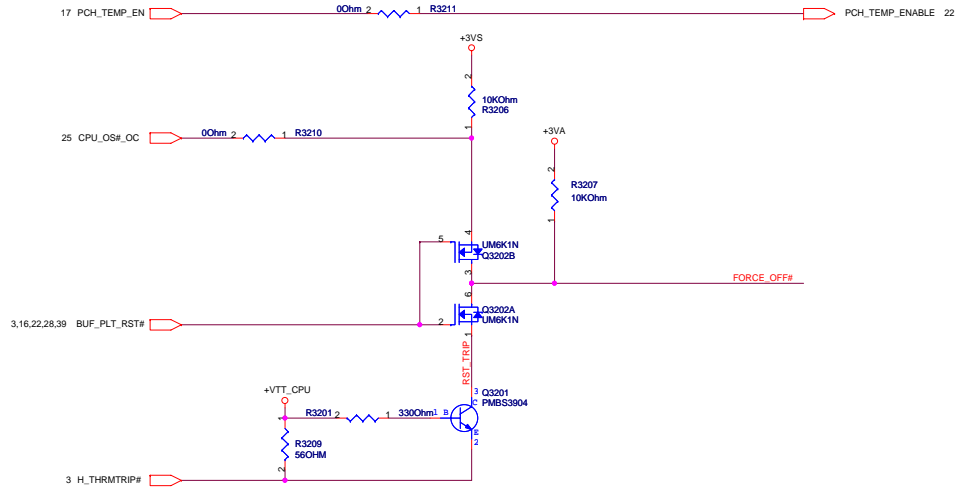 17 PCH_TEMP_EN
0Ohm 2 1 R3211
PCH_TEMP_ENABLE 22
+3VS
2
10KOhm
R3206
1
25 CPU_OS#_OC
0Ohm 2 1 R3210
+3VA
2
R3207
10KOhm
1
4
5
UM6K1N
Q3202B
3
FORCE_OFF#
6
Q3202A
UM6K1N
2
1
3,16,22,28,39 BUF_PLT_RST#
RST_TRIP
+VTT_CPU
3
C
Q3201
PMBS3904
R3201 2 1 330Ohm 1 B
E
2
1
R3209
56OHM
2
3 H_THRMTRIP#